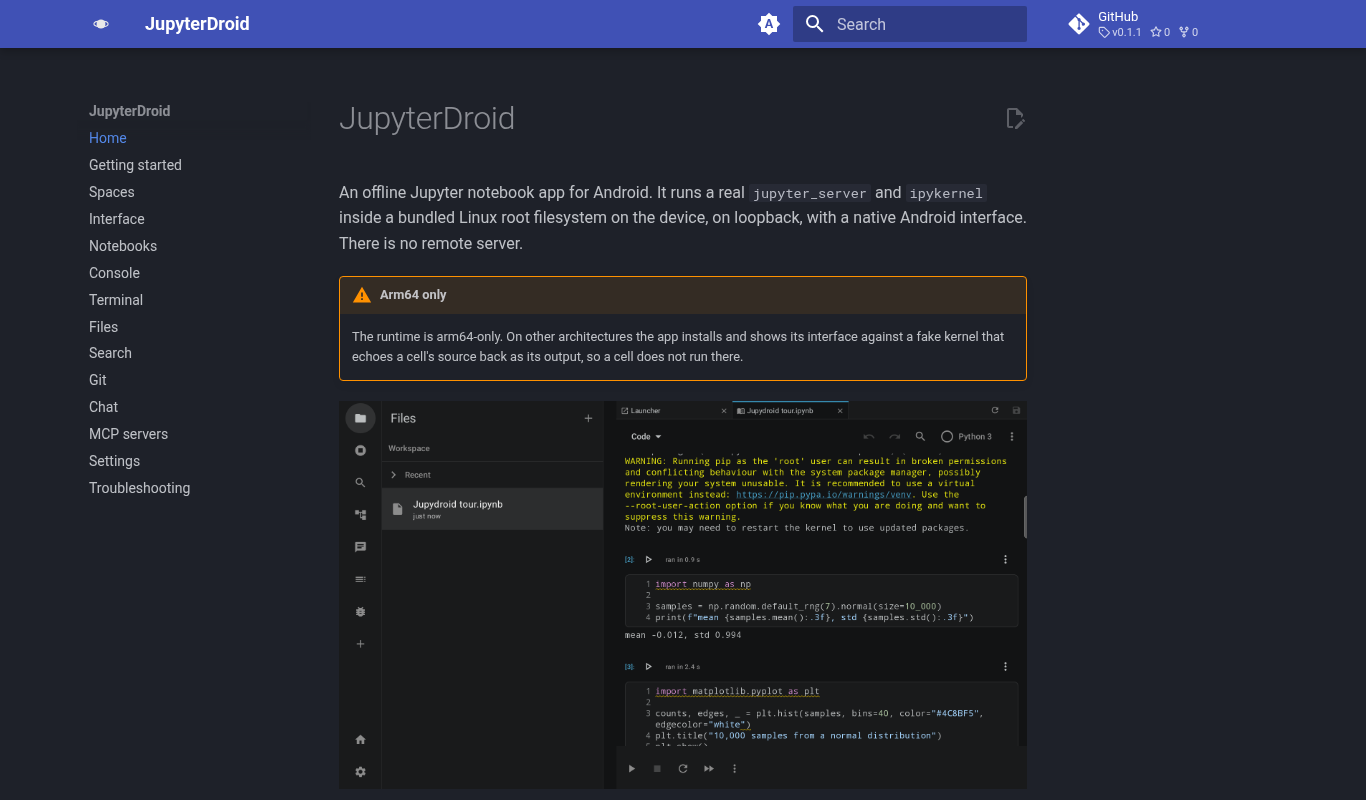 JupyterDroid
A
Search
GitHub
v0.1.1 0 0
JupyterDroid
Home
Getting started
Spaces
Interface
Notebooks
Console
Terminal
Files
Search
Git
Chat
MCP servers
Settings
Troubleshooting
JupyterDroid
An offline Jupyter notebook app for Android. It runs a real jupyter_server and ipykernel
inside a bundled Linux root filesystem on the device, on loopback, with a native Android interface.
There is no remote server.
Arm64 only
The runtime is arm64-only. On other architectures the app installs and shows its interface against a fake kernel that
echoes a cell's source back as its output, so a cell does not run there.
Files +
Workspace
Recent
Jupydroid tour.ipynb
just now
Launcher × Jupydroid tour.ipynb ×
Code Python 3
WARNING: Running pip as the 'root' user can result in broken permissions
and conflicting behaviour with the system package manager, possibly
rendering your system unusable. It is recommended to use a virtual
environment instead: https://pip.pypa.io/warnings/venv. Use the
--root-user-action option if you know what you are doing and want to
suppress this warning.
Note: you may need to restart the kernel to use updated packages.
[2]: ran in 0.9 s
1 import numpy as np
2
3 samples = np.random.default_rng(7).normal(size=10_000)
4 print(f"mean {samples.mean():.3f}, std {samples.std():.3f}")
mean -0.012, std 0.994
[3]: ran in 2.4 s
1 import matplotlib.pyplot as plt
2
3 counts, edges, _ = plt.hist(samples, bins=40, color="#4C8BF5",
edgecolor="white")
4 plt.title("10,000 samples from a normal distribution")